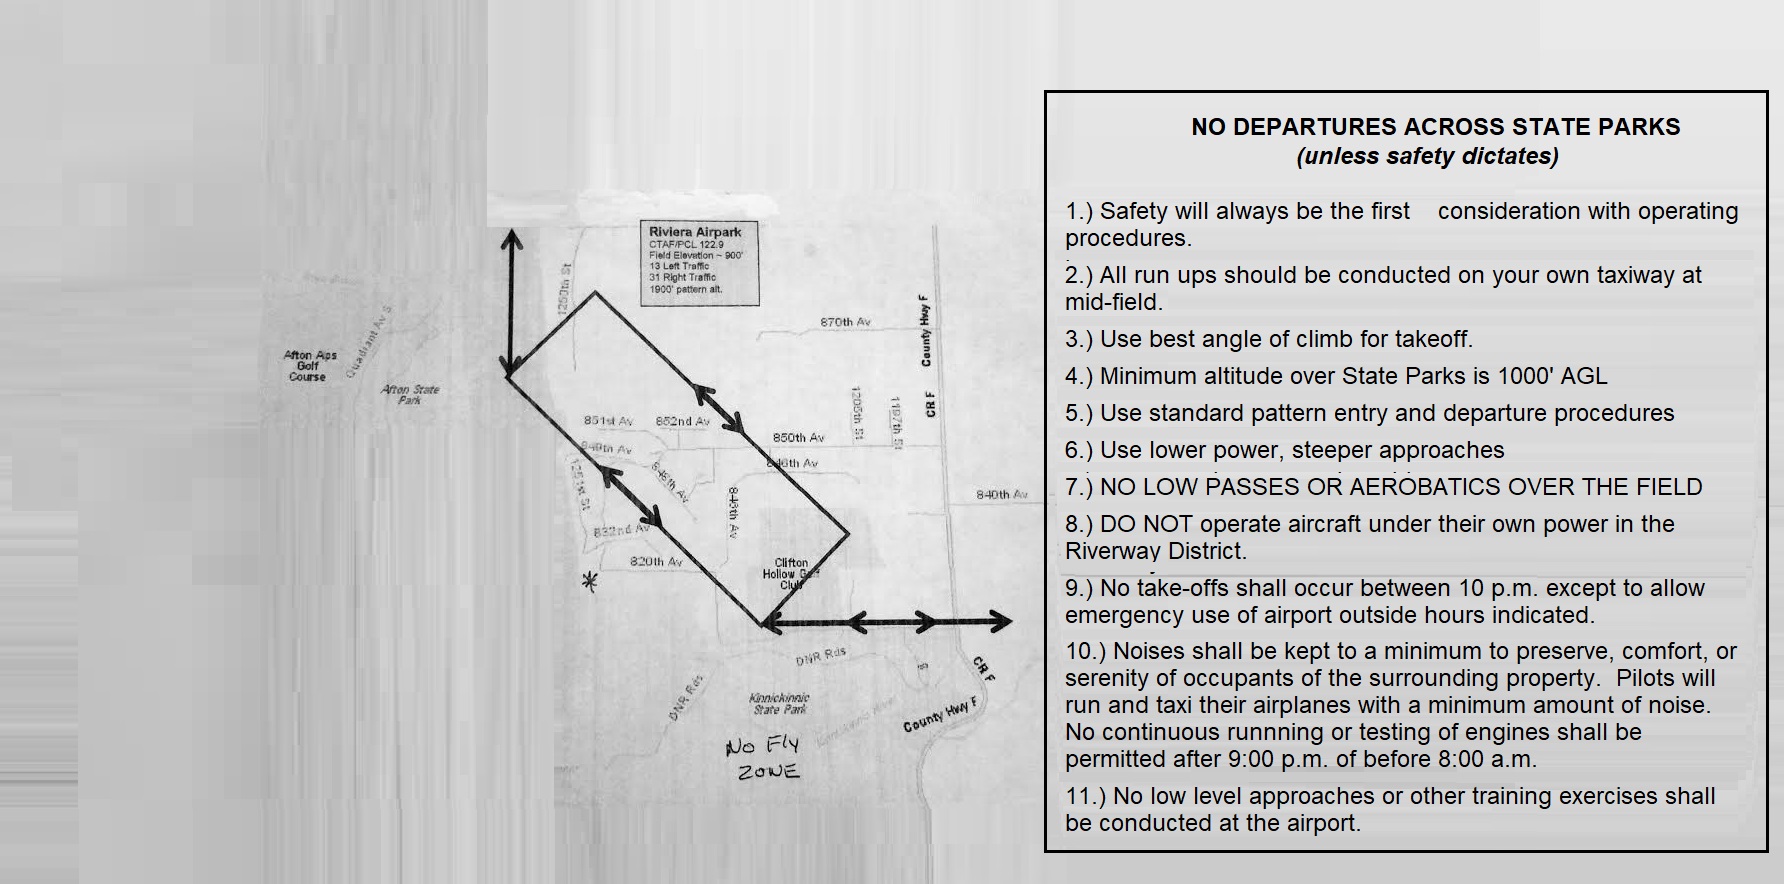 NO DEPARTURES ACROSS STATE PARKS
(unless safety dictates)
1.) Safety will always be the first consideration with operating
procedures.
2.) All run ups should be conducted on your own taxiway at
mid-field.
3.) Use best angle of climb for takeoff.
4.) Minimum altitude over State Parks is 1000' AGL
5.) Use standard pattern entry and departure procedures
6.) Use lower power, steeper approaches
7.) NO LOW PASSES OR AEROBATICS OVER THE FIELD
8.) DO NOT operate aircraft under their own power in the
Riverway District.
9.) No take-offs shall occur between 10 p.m. except to allow
emergency use of airport outside hours indicated.
10.) Noises shall be kept to a minimum to preserve, comfort, or
serenity of occupants of the surrounding property. Pilots will
run and taxi their airplanes with a minimum amount of noise.
No continuous runnning or testing of engines shall be
permitted after 9:00 p.m. of before 8:00 a.m.
11.) No low level approaches or other training exercises shall
be conducted at the airport.
Riviera Airpark
CTAF/PCL 122.9
Field Elevation ~ 900'
13 Left Traffic
31 Right Traffic
1900' pattern alt.
1250th St
870th Av
County Hwy F
Quadrant Av S
Afton Alps
Golf
Course
Afton State
Park
CR F
1205th St
1197th St
851st Av
852nd Av
850th Av
849th Av
846th Av
1251st St
840th Av
832nd Av
820th Av
Clifton
Hollow Golf
Club
DNR Rds
DNR Rds
CR F
Kinnickinnic
State Park
County Hwy F
No Fly
ZONE